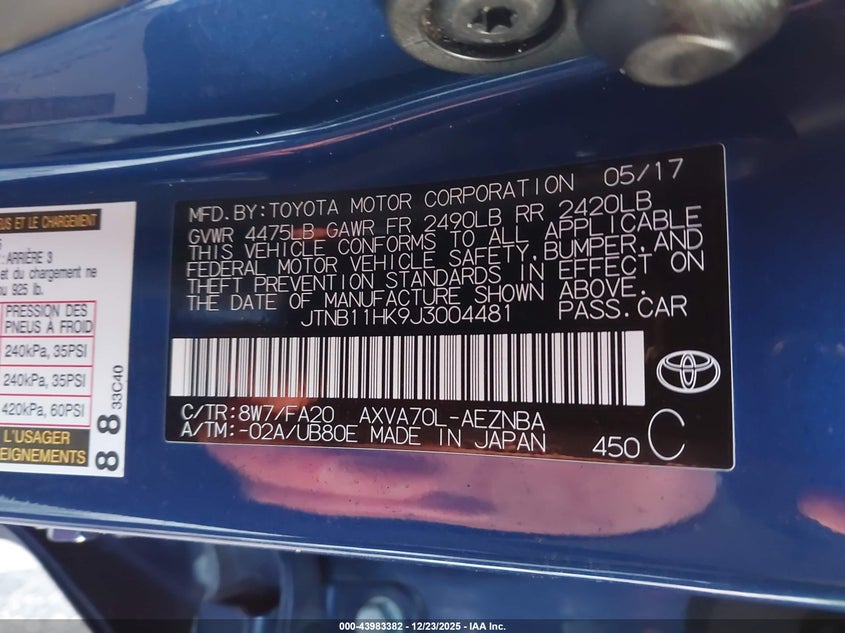 EUS ET LE CHARGEMENT
: ARRIÈRE 3
et du chargement ne
ou 925 lb.
PRESSION DES
PNEUS À FROID
240kPa, 35PSI
240kPa, 35PSI
420kPa, 60PSI
L'USAGER
EIGNEMENTS
88
33C40
MFD.BY:TOYOTA MOTOR CORPORATION 05/17
GVWR 4475LB GAWR FR 2490LB RR 2420LB
THIS VEHICLE CONFORMS TO ALL APPLICABLE
FEDERAL MOTOR VEHICLE SAFETY,BUMPER,AND
THEFT PREVENTION STANDARDS IN EFFECT ON
THE DATE OF MANUFACTURE SHOWN ABOVE.
JTNB11HK9J3004481 PASS.CAR
C/TR:8W7/FA20 AXVA70L-AEZNBA
A/TM:-02A/UB80E MADE IN JAPAN 450 C
000-43983382 - 12/23/2025 - IAA Inc.